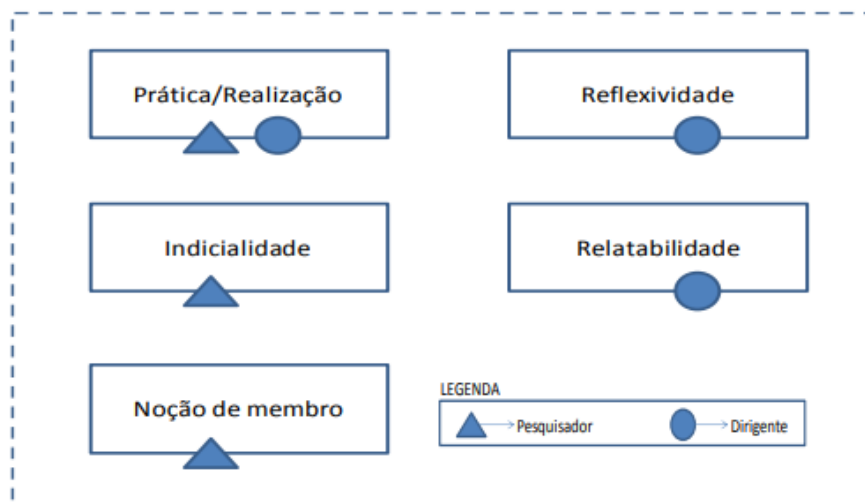 Prática/Realização
Reflexividade
Indicialidade
Relatabilidade
Noção de membro
LEGENDA
Pesquisador
Dirigente